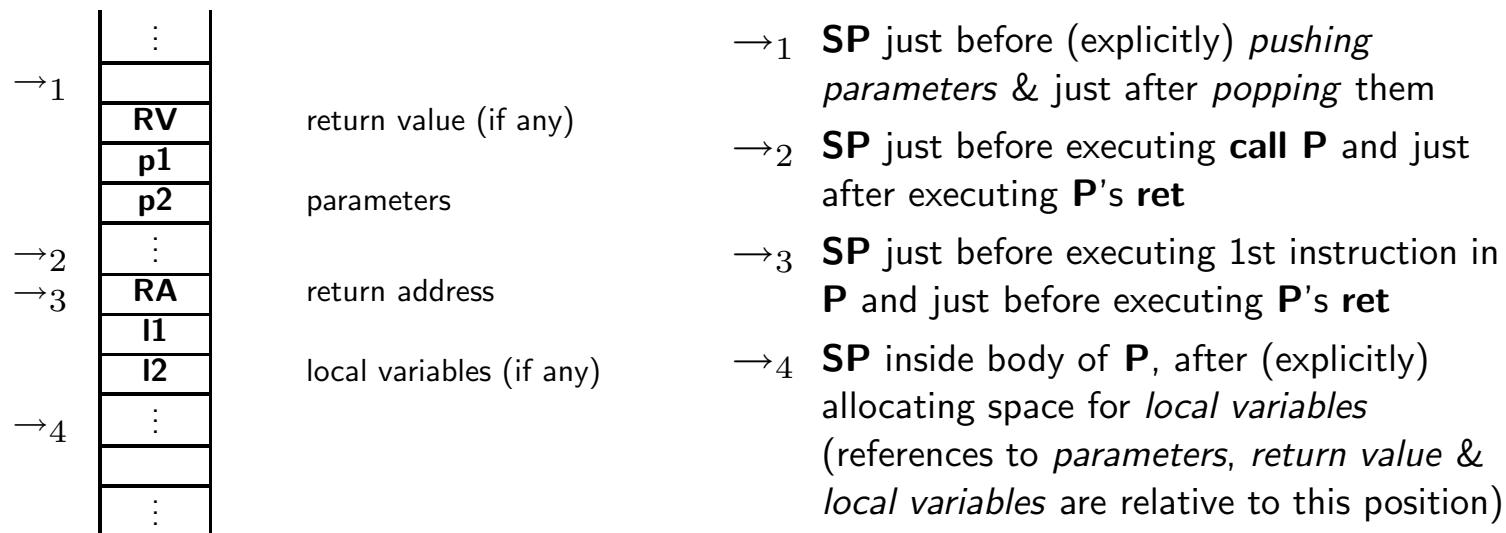 ⋮
→1
RV return value (if any)
p1
p2 parameters
→2 ⋮
→3 RA return address
l1
l2 local variables (if any)
→4 ⋮
⋮
→1 SP just before (explicitly) pushing
parameters & just after popping them
→2 SP just before executing call P and just
after executing P's ret
→3 SP just before executing 1st instruction in
P and just before executing P's ret
→4 SP inside body of P, after (explicitly)
allocating space for local variables
(references to parameters, return value &
local variables are relative to this position)